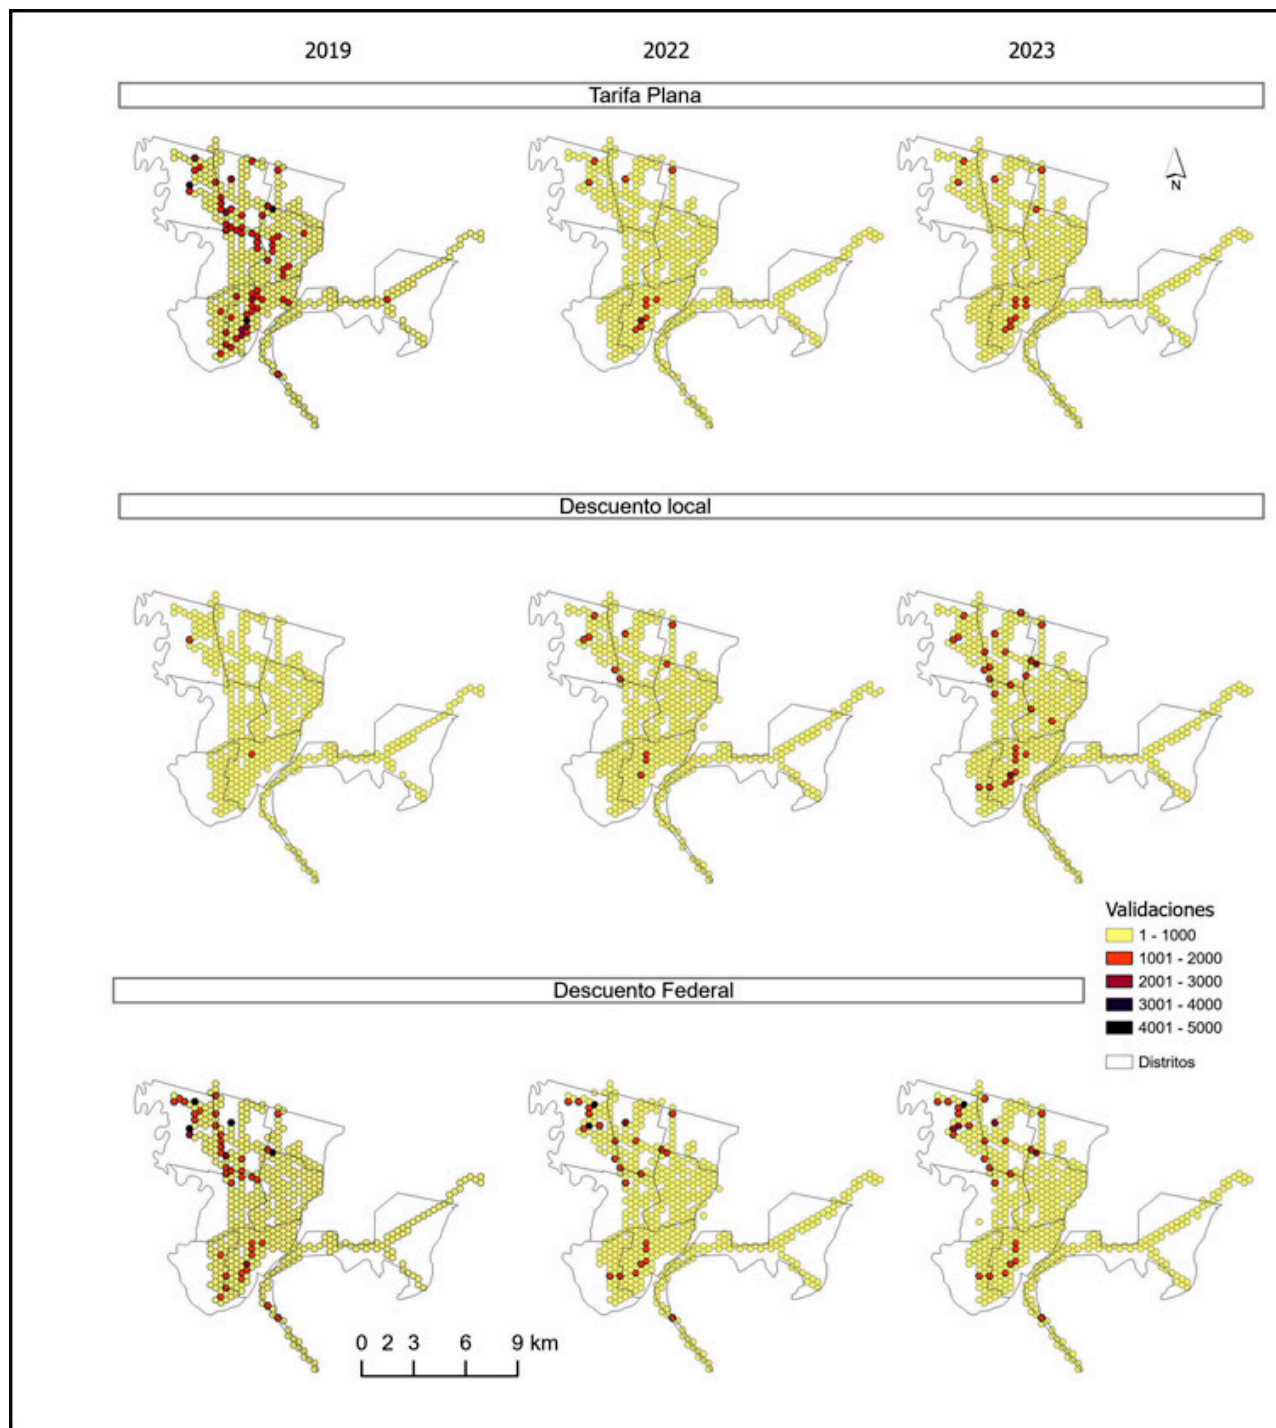 2019 2022 2023
Tarifa Plana
N
Descuento local
Validaciones
1 - 1000
1001 - 2000
2001 - 3000
3001 - 4000
4001 - 5000
Distritos
Descuento Federal
0 2 3 6 9 km